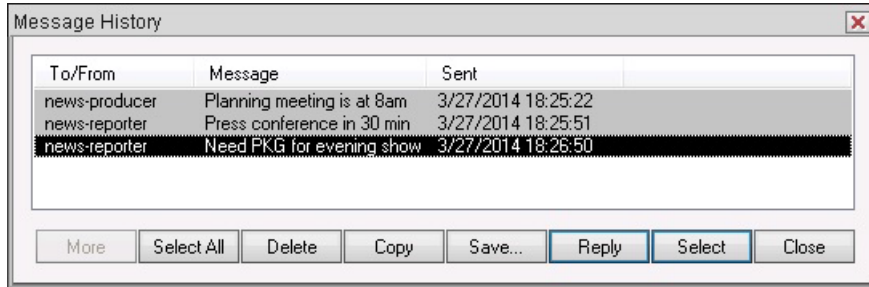 Message History
To/From Message Sent
news-producer Planning meeting is at 8am 3/27/2014 18:25:22
news-reporter Press conference in 30 min 3/27/2014 18:25:51
news-reporter Need PKG for evening show 3/27/2014 18:26:50
More Select All Delete Copy Save... Reply Select Close